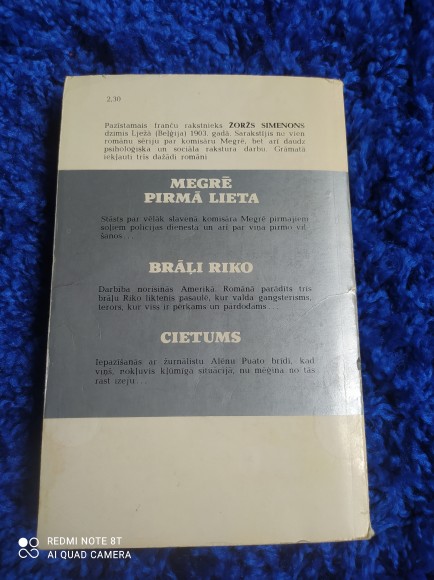 2,30
Pazīstamais franču rakstnieks ŽORŽS SIMENONS
dzimis Lježā (Beļģija) 1903. gadā. Sarakstījis ne vien
romānu sēriju par komisāru Megrē, bet arī daudz
psiholoģiska un sociāla rakstura darbu. Grāmatā
iekļauti trīs dažādi romāni
MEGRĒ
PIRMĀ LIETA
Stāsts par vēlāk slavenā komisāra Megrē pirmajiem
soļiem policijas dienestā un arī par viņa pirmo vil-
šanos...
BRĀĻI RIKO
Darbība norisinās Amerikā. Romānā parādīts trīs
brāļu Riko liktenis pasaulē, kur valda gangsterisms,
terors, kur viss ir pērkams un pārdodams...
CIETUMS
Iepazīšanās ar žurnālistu Alēnu Puato brīdī, kad
viņš, nokļuvis kļūmīgā situācijā, nu mēģina no tās
rast izeju...
REDMI NOTE 8T
AI QUAD CAMERA